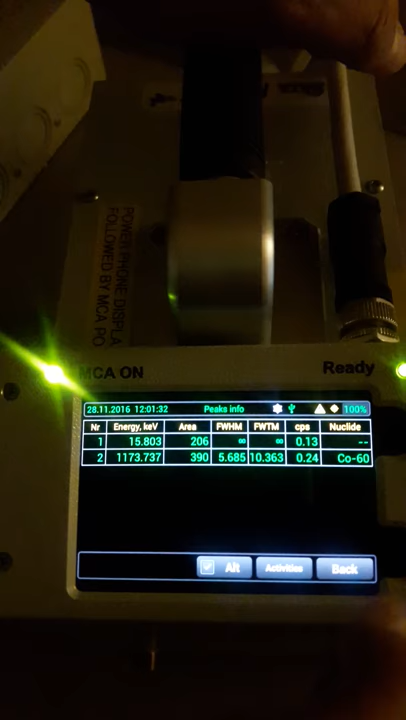 POWER PHONE DISPLA
FOLLOWED BY MCA PO
MCA ON
Ready
28.11.2016 12:01:32 Peaks info 100%
Nr Energy, keV Area FWHM FWTM cps Nuclide
1 15.803 206 ∞ ∞ 0.13 --
2 1173.737 390 5.685 10.363 0.24 Co-60
Alt Activities Back